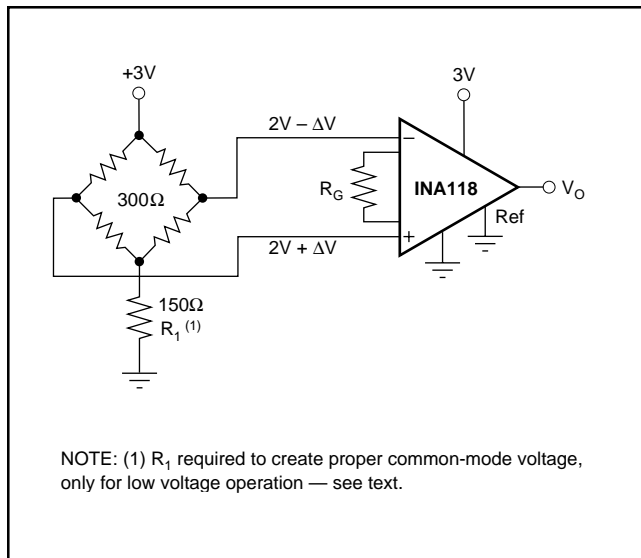 +3V
3V
2V – ΔV
–
300Ω
R_G
INA118
V_O
Ref
+
2V + ΔV
150Ω
R_1 (1)
NOTE: (1) R_1 required to create proper common-mode voltage,
only for low voltage operation — see text.